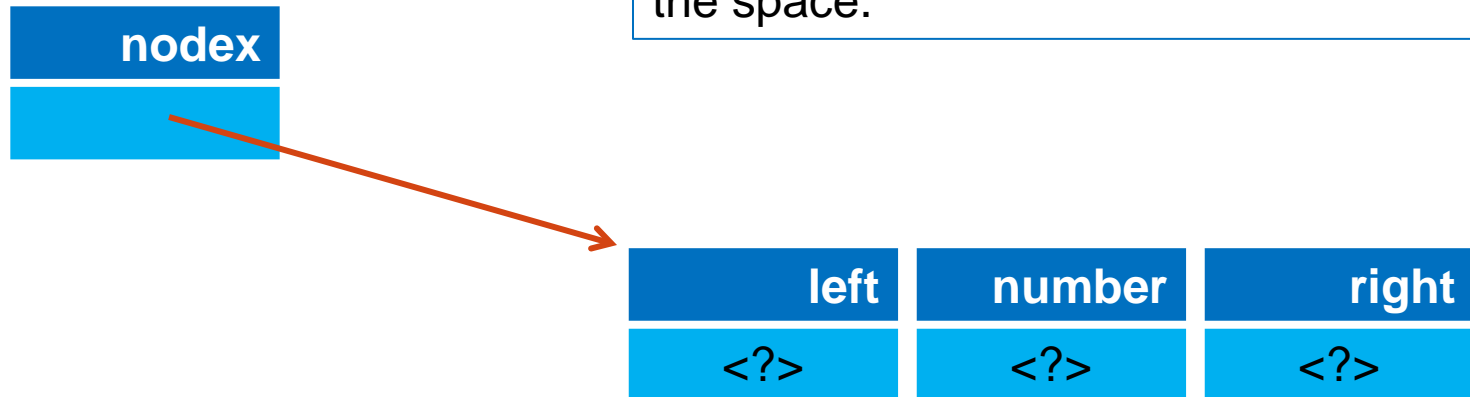 the space.
nodex
left number right
<?> <?> <?>